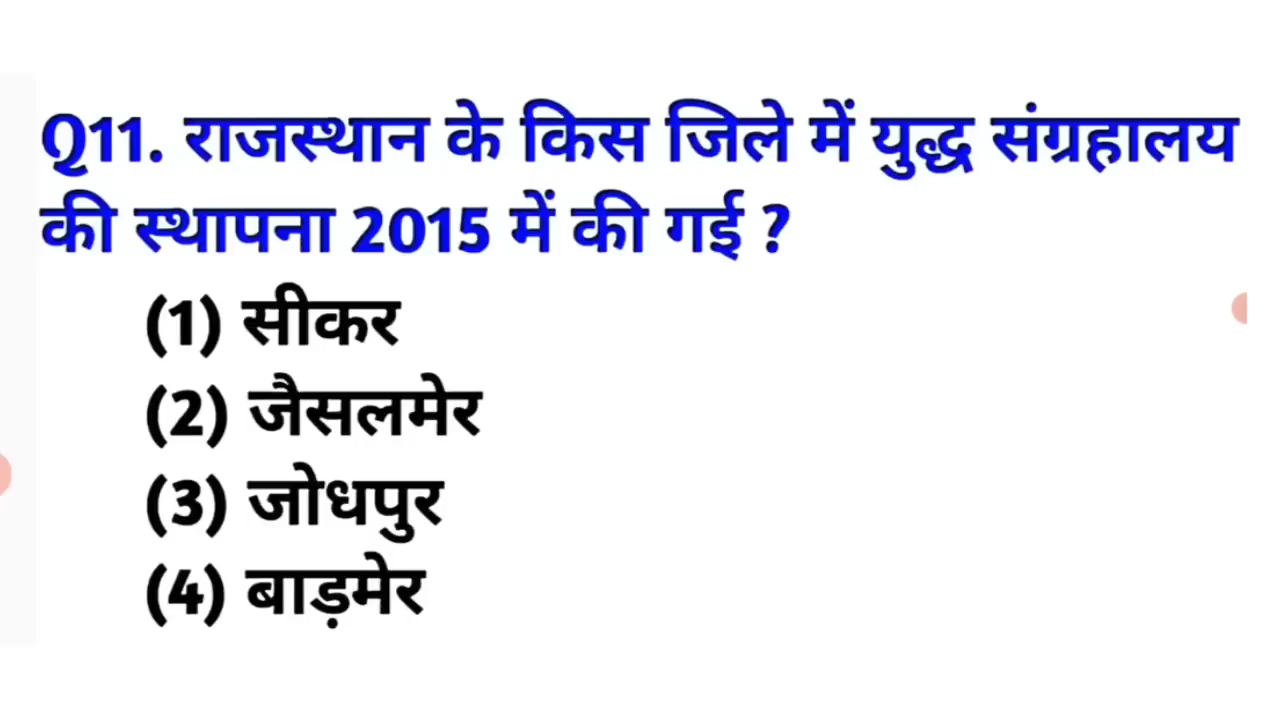 Q11. राजस्थान के किस जिले में युद्ध संग्रहालय
की स्थापना 2015 में की गई ?
(1) सीकर
(2) जैसलमेर
(3) जोधपुर
(4) बाड़मेर